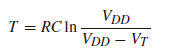 T = RC ln V_DD / (V_DD − V_T)